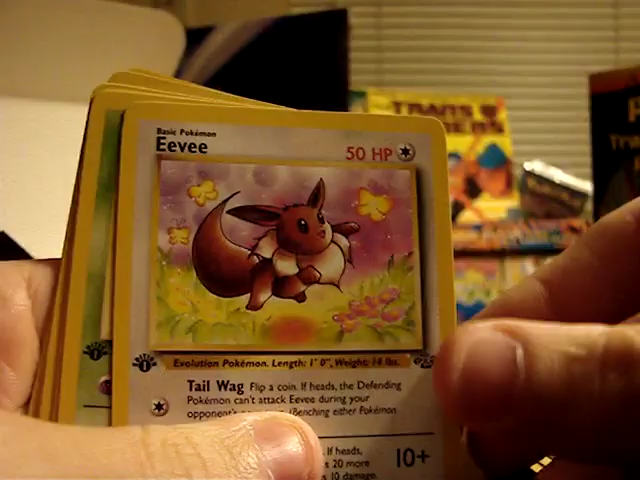 Basic Pokémon
Eevee
50 HP
TRANS
Evolution Pokémon. Length: 1' 0", Weight: 14 lbs.
Tail Wag Flip a coin. If heads, the Defending
Pokémon can't attack Eevee during your
opponent's (Benching either Pokémon
If heads,
20 more
10 damage.
10+